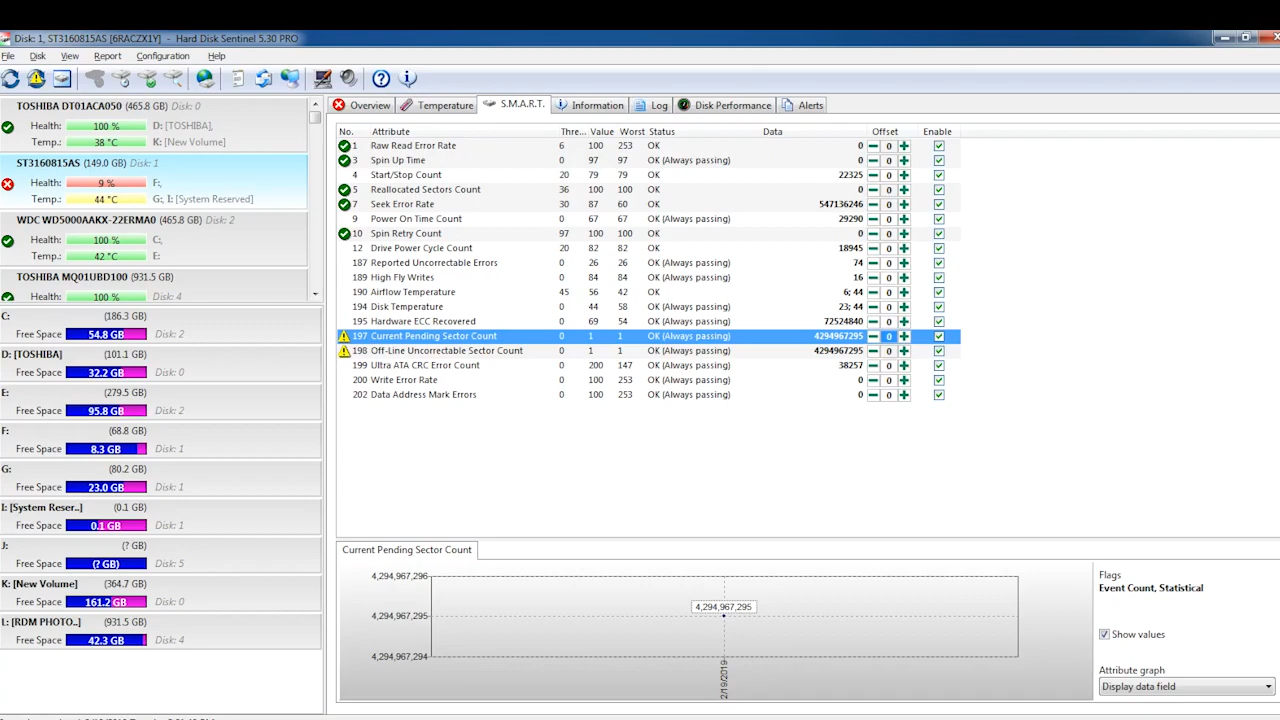 Disk: 1, ST3160815AS [6RACZX1Y] - Hard Disk Sentinel 5.30 PRO
File Disk View Report Configuration Help
TOSHIBA DT01ACA050 (465.8 GB) Disk: 0
Health: 100 % D: [TOSHIBA],
Temp.: 38 °C K: [New Volume]
ST3160815AS (149.0 GB) Disk: 1
Health: 9 % F:,
Temp.: 44 °C G:, I: [System Reserved]
WDC WD5000AAKX-22ERMA0 (465.8 GB) Disk: 2
Health: 100 % C:,
Temp.: 42 °C E:
TOSHIBA MQ01UBD100 (931.5 GB) Disk: 4
Health: 100 %
C: (186.3 GB)
Free Space 54.8 GB Disk: 2
D: [TOSHIBA] (101.1 GB)
Free Space 32.2 GB Disk: 0
E: (279.5 GB)
Free Space 95.8 GB Disk: 2
F: (68.8 GB)
Free Space 8.3 GB Disk: 1
G: (80.2 GB)
Free Space 23.0 GB Disk: 1
I: [System Reser..] (0.1 GB)
Free Space 0.1 GB Disk: 1
J: (? GB)
Free Space (? GB) Disk: 5
K: [New Volume] (364.7 GB)
Free Space 161.2 GB Disk: 0
L: [RDM PHOTO..] (931.5 GB)
Free Space 42.3 GB Disk: 4
Overview Temperature S.M.A.R.T. Information Log Disk Performance Alerts
No. Attribute Thre... Value Worst Status Data Offset Enable
1 Raw Read Error Rate 6 100 253 OK 0 0
3 Spin Up Time 0 97 97 OK (Always passing) 0 0
4 Start/Stop Count 20 79 79 OK 22325 0
5 Reallocated Sectors Count 36 100 100 OK 0 0
7 Seek Error Rate 30 87 60 OK 547136246 0
9 Power On Time Count 0 67 67 OK (Always passing) 29290 0
10 Spin Retry Count 97 100 100 OK 0 0
12 Drive Power Cycle Count 20 82 82 OK 18945 0
187 Reported Uncorrectable Errors 0 26 26 OK (Always passing) 74 0
189 High Fly Writes 0 84 84 OK (Always passing) 16 0
190 Airflow Temperature 45 56 42 OK 6; 44 0
194 Disk Temperature 0 44 58 OK (Always passing) 23; 44 0
195 Hardware ECC Recovered 0 69 54 OK (Always passing) 72524840 0
197 Current Pending Sector Count 0 1 1 OK (Always passing) 4294967295 0
198 Off-Line Uncorrectable Sector Count 0 1 1 OK (Always passing) 4294967295 0
199 Ultra ATA CRC Error Count 0 200 147 OK (Always passing) 38257 0
200 Write Error Rate 0 100 253 OK (Always passing) 0 0
202 Data Address Mark Errors 0 100 253 OK (Always passing) 0 0
Current Pending Sector Count
4,294,967,296
4,294,967,295
4,294,967,294
4,294,967,295
2/19/2019
Flags
Event Count, Statistical
Show values
Attribute graph
Display data field